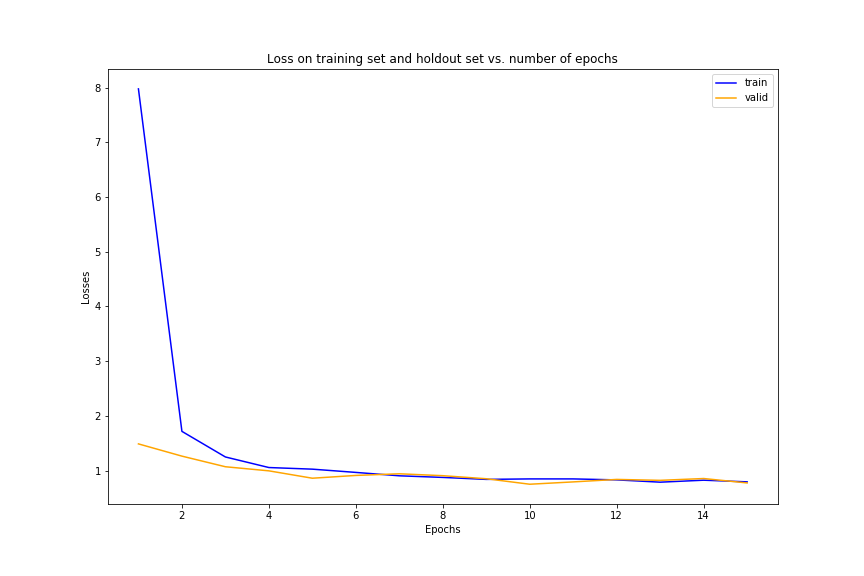 Loss on training set and holdout set vs. number of epochs
train
valid
8
7
6
5
4
3
2
1
Losses
2 4 6 8 10 12 14
Epochs